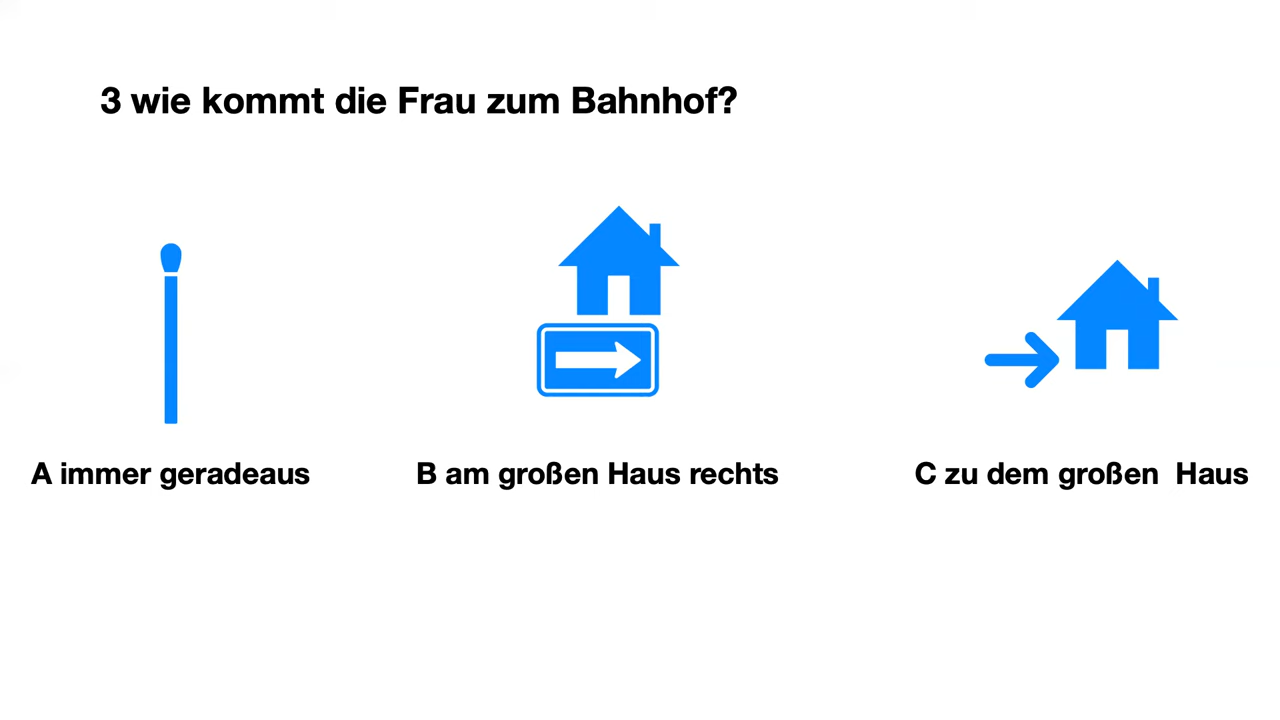 3 wie kommt die Frau zum Bahnhof?
A immer geradeaus
B am großen Haus rechts
C zu dem großen  Haus